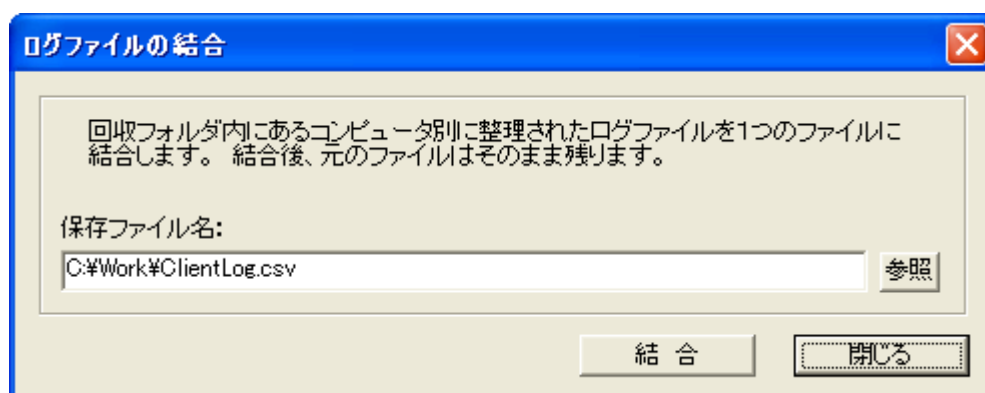 ログファイルの結合
回収フォルダ内にあるコンピュータ別に整理されたログファイルを1つのファイルに
結合します。 結合後、元のファイルはそのまま残ります。
保存ファイル名:
C:¥Work¥ClientLog.csv
参照
結 合
閉じる